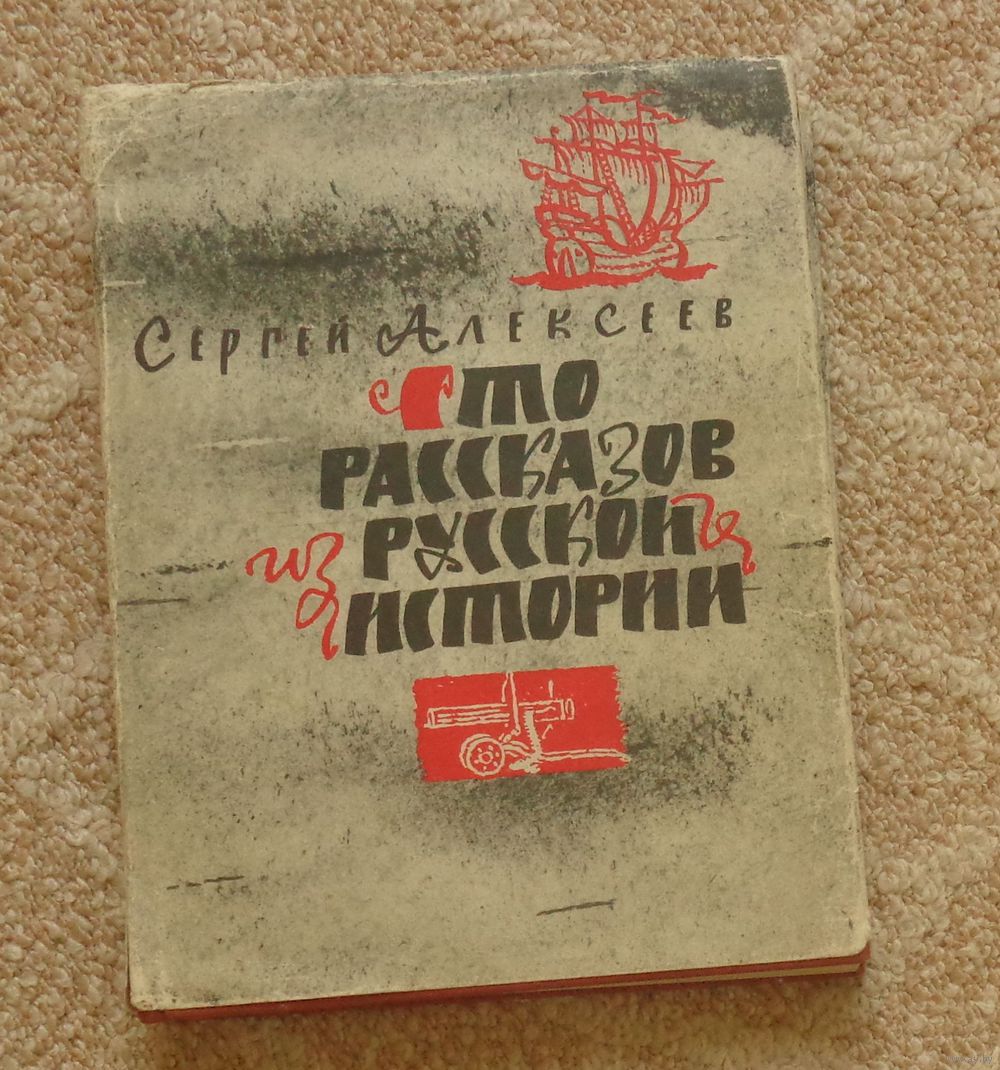 Сергей Алексеев
Сто
рассказов
из русской
истории